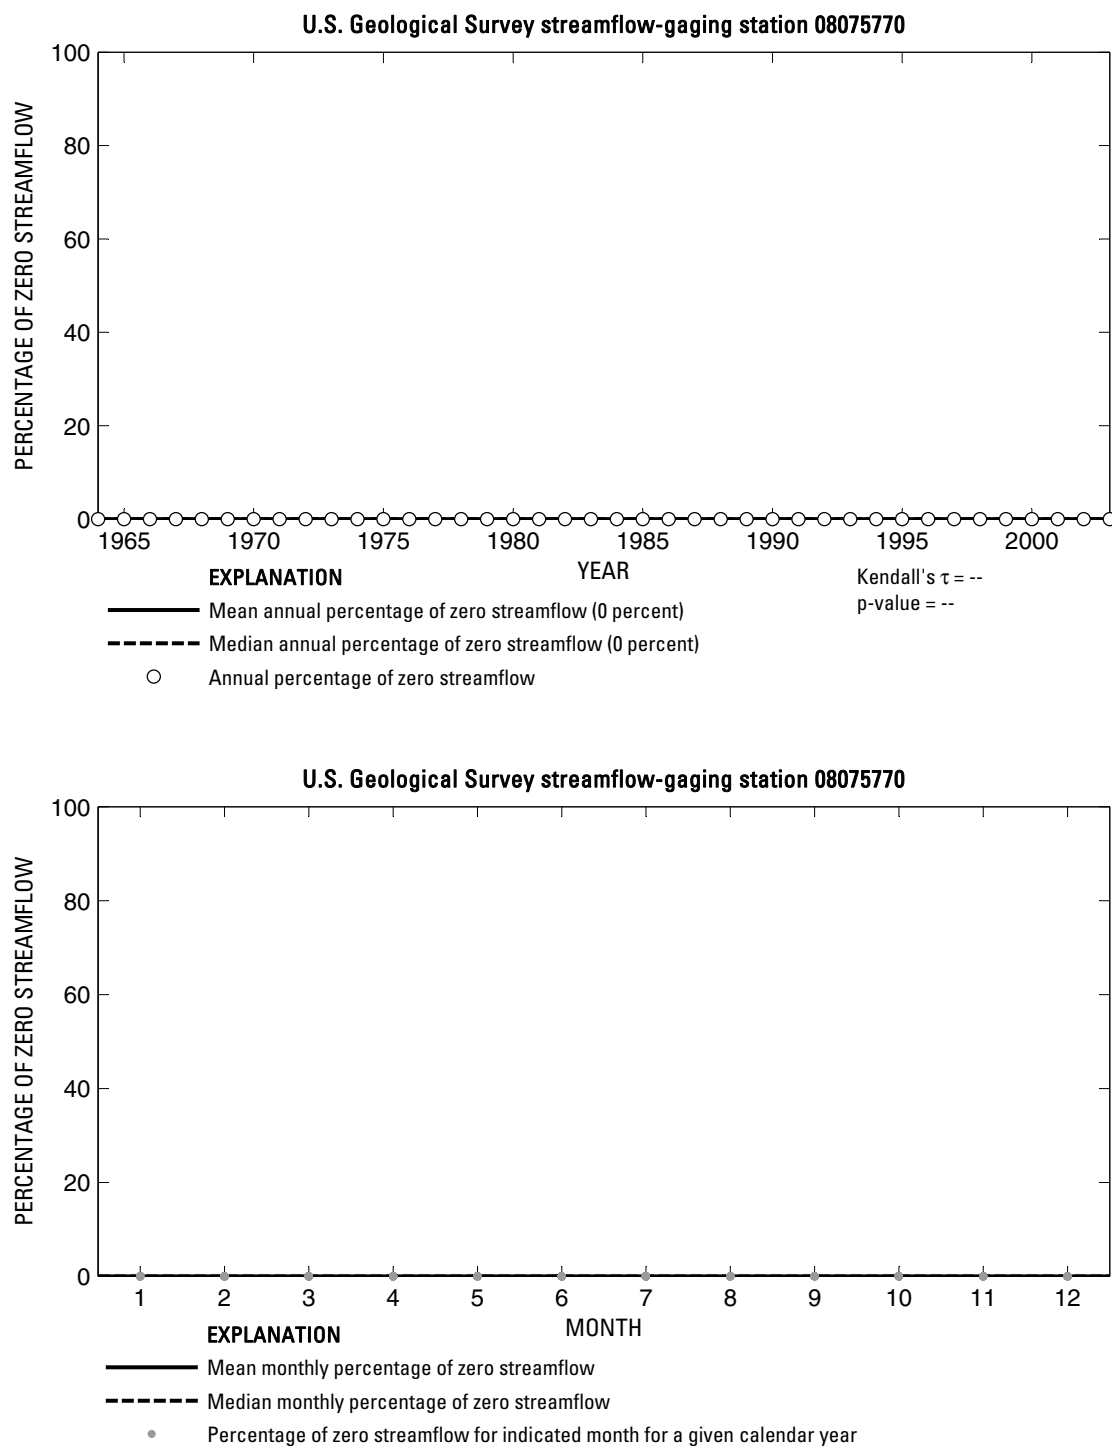 U.S. Geological Survey streamflow-gaging station 08075770
100
80
60
40
20
0
PERCENTAGE OF ZERO STREAMFLOW
1965 1970 1975 1980 1985 1990 1995 2000
YEAR
EXPLANATION
Mean annual percentage of zero streamflow (0 percent)
Median annual percentage of zero streamflow (0 percent)
Annual percentage of zero streamflow
Kendall's τ = --
p-value = --
U.S. Geological Survey streamflow-gaging station 08075770
100
80
60
40
20
0
PERCENTAGE OF ZERO STREAMFLOW
1 2 3 4 5 6 7 8 9 10 11 12
MONTH
EXPLANATION
Mean monthly percentage of zero streamflow
Median monthly percentage of zero streamflow
Percentage of zero streamflow for indicated month for a given calendar year